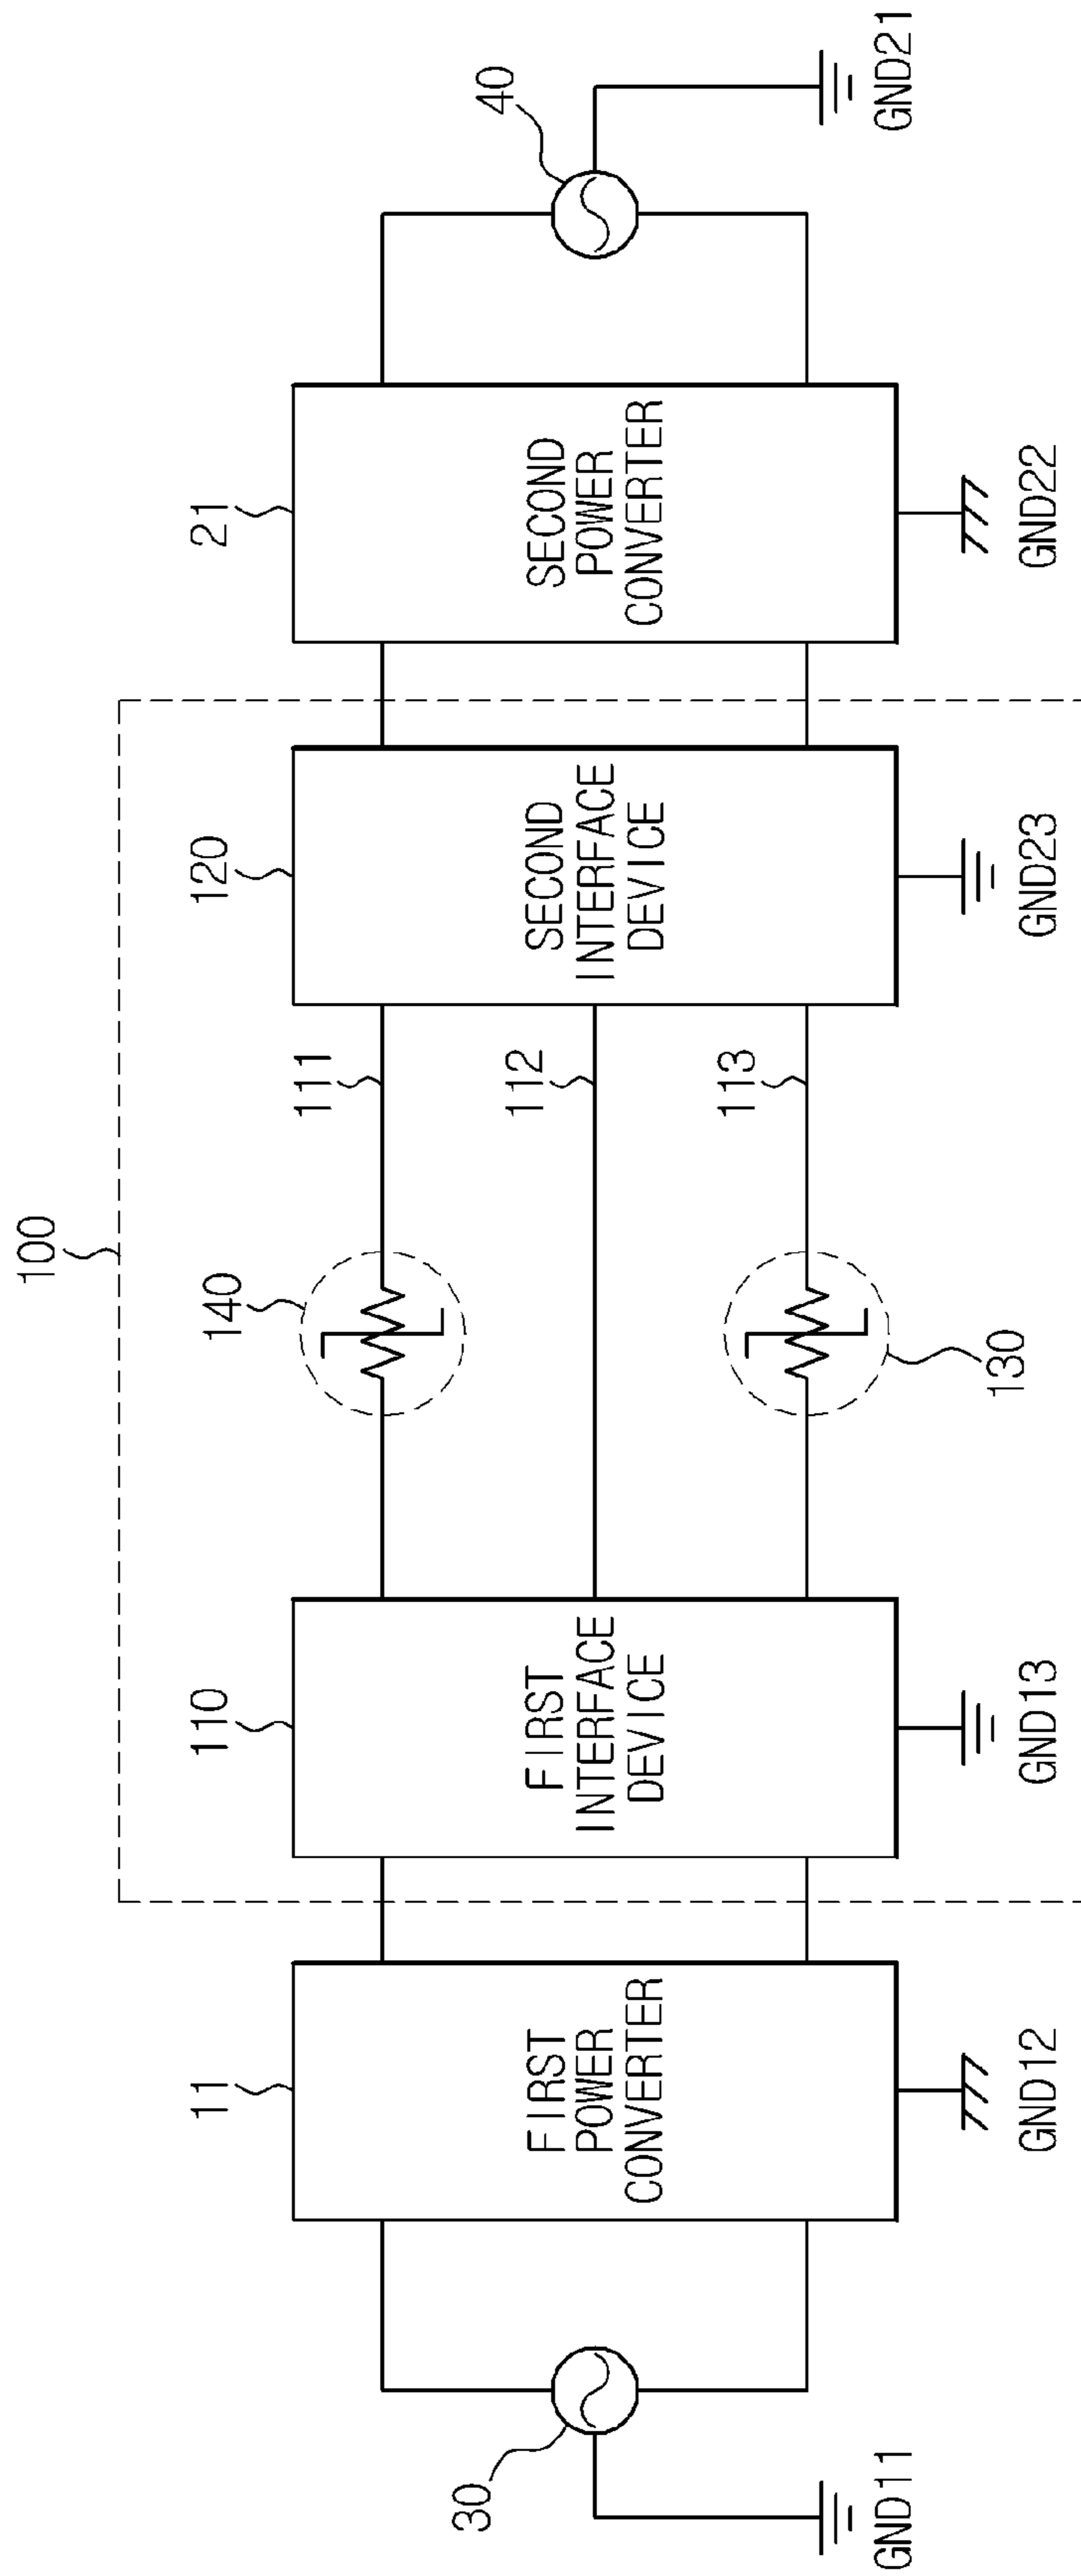 100
11
110
140
111
120
21
112
40
113
30
130
FIRST
POWER
CONVERTER
FIRST
INTERFACE
DEVICE
SECOND
INTERFACE
DEVICE
SECOND
POWER
CONVERTER
GND11
GND12
GND13
GND23
GND22
GND21